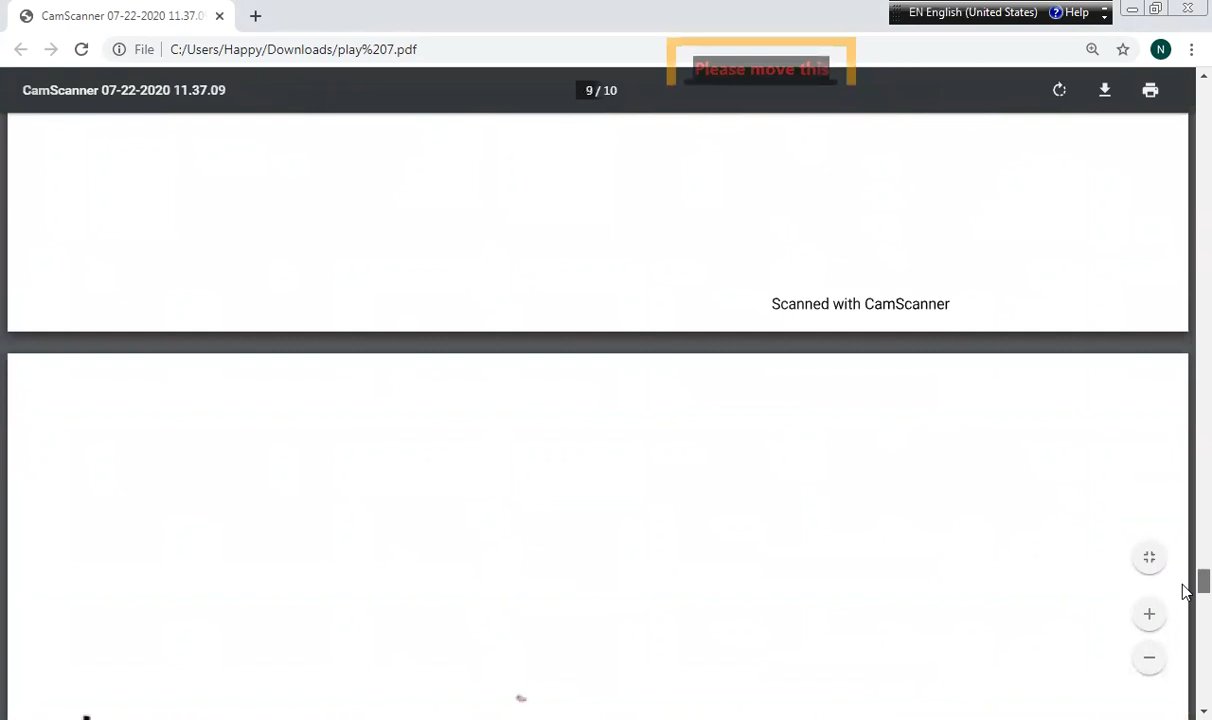 CamScanner 07-22-2020 11.37.0
EN English (United States) Help
File C:/Users/Happy/Downloads/play%207.pdf
N
Please move this
CamScanner 07-22-2020 11.37.09
9 / 10
Scanned with CamScanner